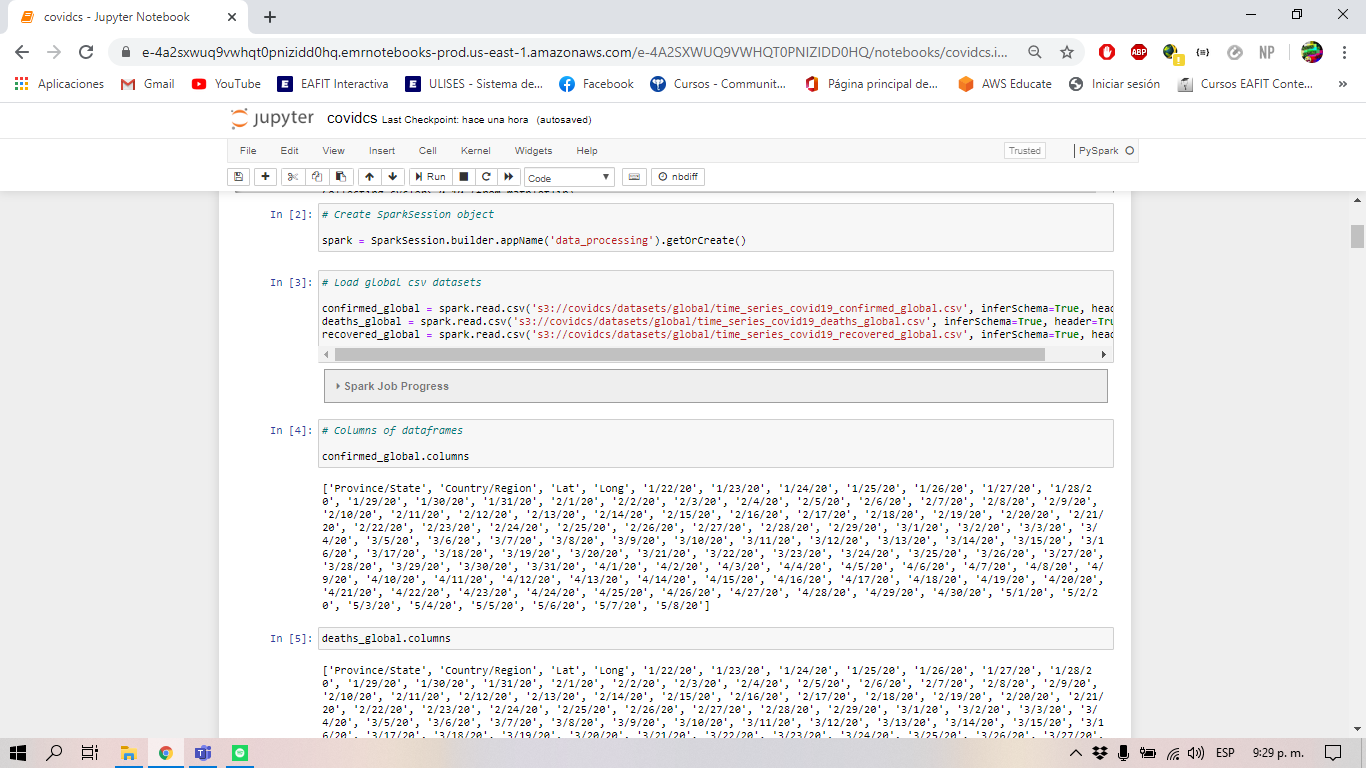 covidcs - Jupyter Notebook
e-4a2sxwuq9vwhqt0pnizidd0hq.emrnotebooks-prod.us-east-1.amazonaws.com/e-4A2SXWUQ9VWHQT0PNIZIDD0HQ/notebooks/covidcs.i...
ABP
NP
Aplicaciones Gmail YouTube EAFIT Interactiva ULISES - Sistema de... Facebook Cursos - Communit... Página principal de... AWS Educate Iniciar sesión Cursos EAFIT Conte... »
jupyter covidcs Last Checkpoint: hace una hora (autosaved)
File Edit View Insert Cell Kernel Widgets Help Trusted PySpark
Run Code nbdiff
In [2]: # Create SparkSession object
spark = SparkSession.builder.appName('data_processing').getOrCreate()
In [3]: # Load global csv datasets
confirmed_global = spark.read.csv('s3://covidcs/datasets/global/time_series_covid19_confirmed_global.csv', inferSchema=True, heac
deaths_global = spark.read.csv('s3://covidcs/datasets/global/time_series_covid19_deaths_global.csv', inferSchema=True, header=Tru
recovered_global = spark.read.csv('s3://covidcs/datasets/global/time_series_covid19_recovered_global.csv', inferSchema=True, heac
Spark Job Progress
In [4]: # Columns of dataframes
confirmed_global.columns
['Province/State', 'Country/Region', 'Lat', 'Long', '1/22/20', '1/23/20', '1/24/20', '1/25/20', '1/26/20', '1/27/20', '1/28/2
0', '1/29/20', '1/30/20', '1/31/20', '2/1/20', '2/2/20', '2/3/20', '2/4/20', '2/5/20', '2/6/20', '2/7/20', '2/8/20', '2/9/20',
'2/10/20', '2/11/20', '2/12/20', '2/13/20', '2/14/20', '2/15/20', '2/16/20', '2/17/20', '2/18/20', '2/19/20', '2/20/20', '2/21/
20', '2/22/20', '2/23/20', '2/24/20', '2/25/20', '2/26/20', '2/27/20', '2/28/20', '2/29/20', '3/1/20', '3/2/20', '3/3/20', '3/
4/20', '3/5/20', '3/6/20', '3/7/20', '3/8/20', '3/9/20', '3/10/20', '3/11/20', '3/12/20', '3/13/20', '3/14/20', '3/15/20', '3/1
6/20', '3/17/20', '3/18/20', '3/19/20', '3/20/20', '3/21/20', '3/22/20', '3/23/20', '3/24/20', '3/25/20', '3/26/20', '3/27/20',
'3/28/20', '3/29/20', '3/30/20', '3/31/20', '4/1/20', '4/2/20', '4/3/20', '4/4/20', '4/5/20', '4/6/20', '4/7/20', '4/8/20', '4/
9/20', '4/10/20', '4/11/20', '4/12/20', '4/13/20', '4/14/20', '4/15/20', '4/16/20', '4/17/20', '4/18/20', '4/19/20', '4/20/20',
'4/21/20', '4/22/20', '4/23/20', '4/24/20', '4/25/20', '4/26/20', '4/27/20', '4/28/20', '4/29/20', '4/30/20', '5/1/20', '5/2/2
0', '5/3/20', '5/4/20', '5/5/20', '5/6/20', '5/7/20', '5/8/20']
In [5]: deaths_global.columns
['Province/State', 'Country/Region', 'Lat', 'Long', '1/22/20', '1/23/20', '1/24/20', '1/25/20', '1/26/20', '1/27/20', '1/28/2
0', '1/29/20', '1/30/20', '1/31/20', '2/1/20', '2/2/20', '2/3/20', '2/4/20', '2/5/20', '2/6/20', '2/7/20', '2/8/20', '2/9/20',
'2/10/20', '2/11/20', '2/12/20', '2/13/20', '2/14/20', '2/15/20', '2/16/20', '2/17/20', '2/18/20', '2/19/20', '2/20/20', '2/21/
20', '2/22/20', '2/23/20', '2/24/20', '2/25/20', '2/26/20', '2/27/20', '2/28/20', '2/29/20', '3/1/20', '3/2/20', '3/3/20', '3/
4/20', '3/5/20', '3/6/20', '3/7/20', '3/8/20', '3/9/20', '3/10/20', '3/11/20', '3/12/20', '3/13/20', '3/14/20', '3/15/20', '3/1
6/20', '3/17/20', '3/18/20', '3/19/20', '3/20/20', '3/21/20', '3/22/20', '3/23/20', '3/24/20', '3/25/20', '3/26/20', '3/27/20',
ESP 9:29 p. m.